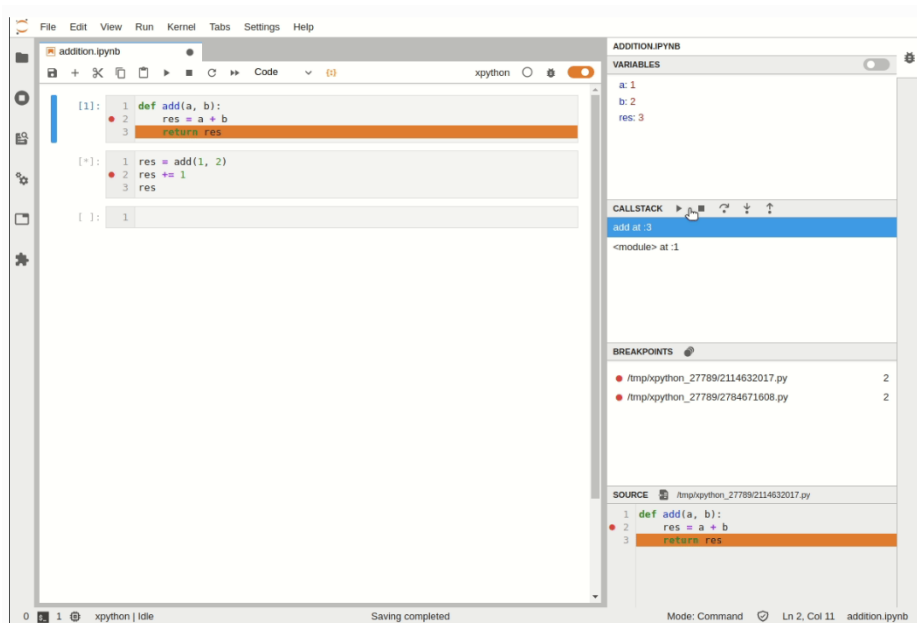 File Edit View Run Kernel Tabs Settings Help
addition.ipynb
Code
{±}
xpython
[1]:
1 def add(a, b):
2 res = a + b
3 return res
[*]:
1 res = add(1, 2)
2 res += 1
3 res
[ ]:
1
ADDITION.IPYNB
VARIABLES
a: 1
b: 2
res: 3
CALLSTACK
add at :3
<module> at :1
BREAKPOINTS
/tmp/xpython_27789/2114632017.py 2
/tmp/xpython_27789/2784671608.py 2
SOURCE /tmp/xpython_27789/2114632017.py
1 def add(a, b):
2 res = a + b
3 return res
0 1 xpython | Idle Saving completed Mode: Command Ln 2, Col 11 addition.ipynb